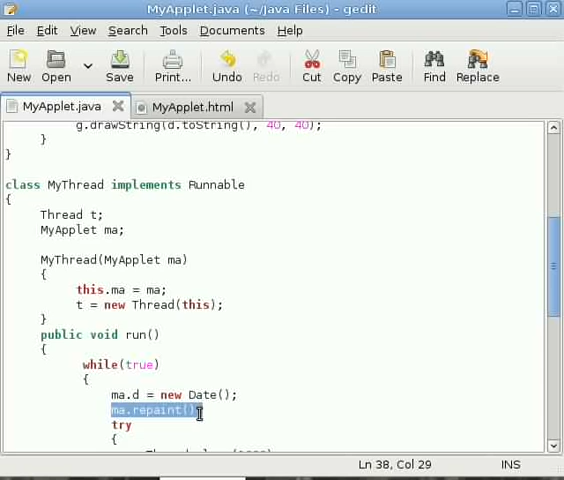 MyApplet.java (~/Java Files) - gedit
File Edit View Search Tools Documents Help
New Open Save Print... Undo Redo Cut Copy Paste Find Replace
MyApplet.java MyApplet.html
g.drawString(d.toString(), 40, 40);
}
}
class MyThread implements Runnable
{
Thread t;
MyApplet ma;
MyThread(MyApplet ma)
{
this.ma = ma;
t = new Thread(this);
}
public void run()
{
while(true)
{
ma.d = new Date();
ma.repaint()
try
{
Ln 38, Col 29 INS